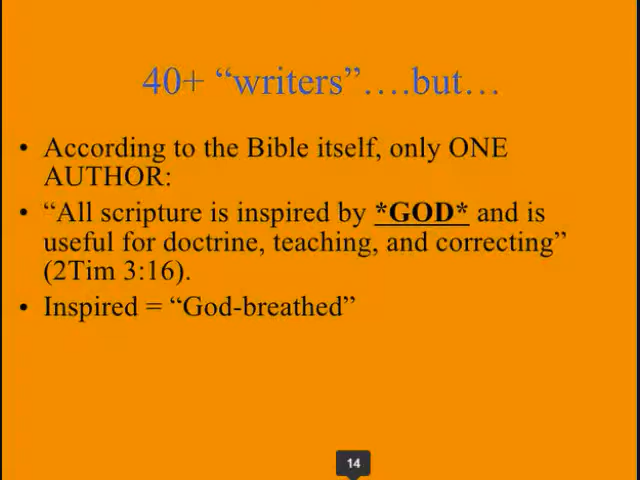 40+ “writers”….but…
• According to the Bible itself, only ONE
AUTHOR:
• “All scripture is inspired by *GOD* and is
useful for doctrine, teaching, and correcting”
(2Tim 3:16).
• Inspired = “God-breathed”
14